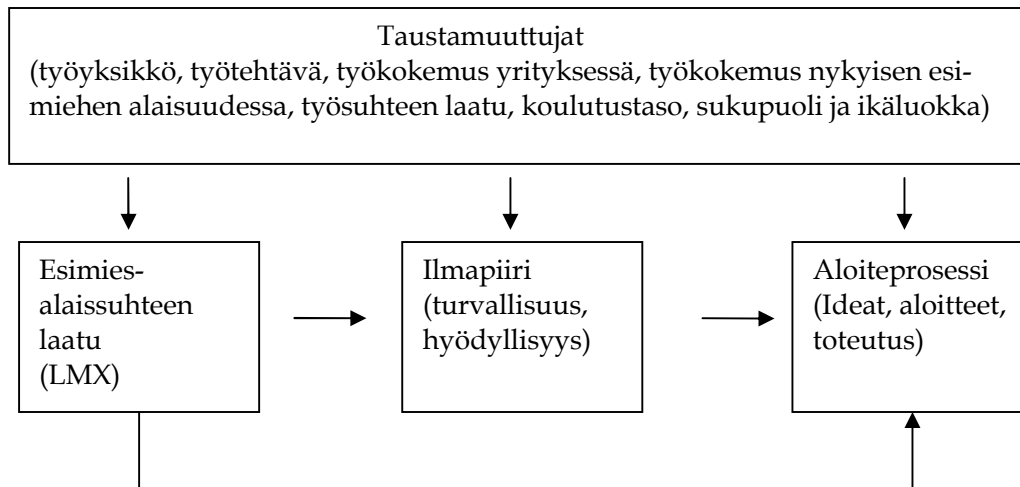 Taustamuuttujat
(työyksikkö, työtehtävä, työkokemus yrityksessä, työkokemus nykyisen esi-
miehen alaisuudessa, työsuhteen laatu, koulutustaso, sukupuoli ja ikäluokka)
Esimies-
alaissuhteen
laatu
(LMX)
Ilmapiiri
(turvallisuus,
hyödyllisyys)
Aloiteprosessi
(Ideat, aloitteet,
toteutus)